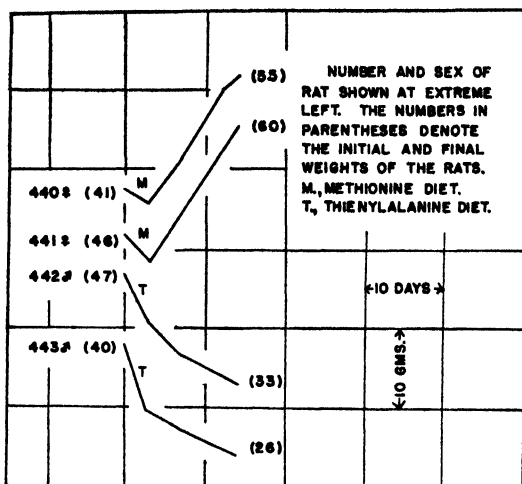 (55)
NUMBER AND SEX OF
RAT SHOWN AT EXTREME
LEFT. THE NUMBERS IN
PARENTHESES DENOTE
THE INITIAL AND FINAL
WEIGHTS OF THE RATS.
M., METHIONINE DIET.
T., THIENYLALANINE DIET.
(60)
M
440♀ (41)
M
441♀ (46)
442♂ (47)
T
10 DAYS
443♂ (40)
T
10 GMS.
(33)
(26)